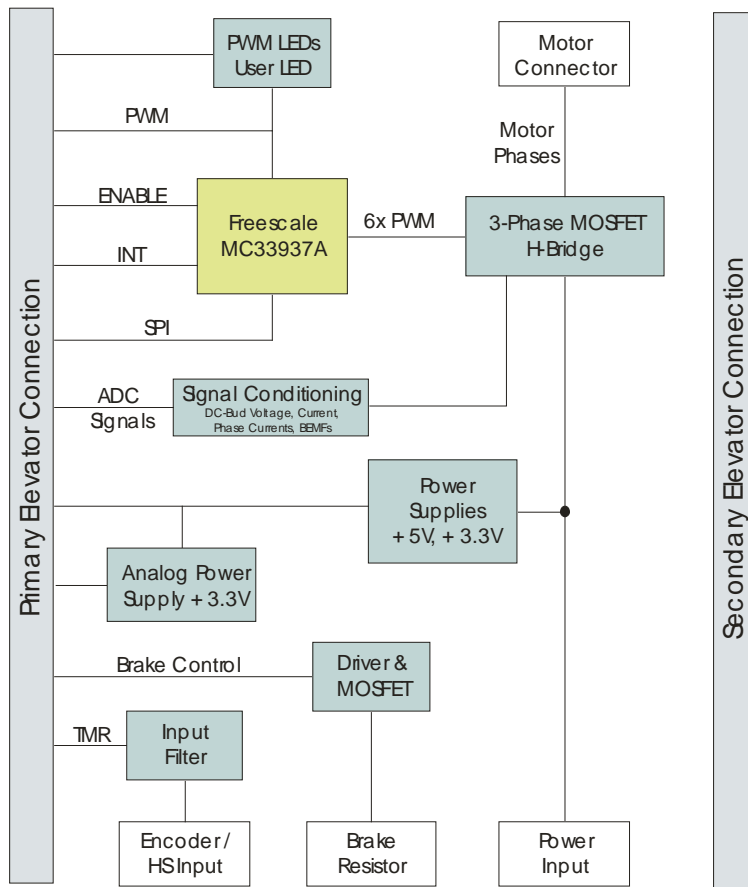 PWM LEDs
User LED
Motor
Connector
PWM
Motor
Phases
ENABLE
Freescale
MC33937A
6x PWM
3-Phase MOSFET
H-Bridge
INT
SPI
ADC
Signals
Signal Conditioning
DC-Bud Voltage, Current,
Phase Currents, BEMFs
Power
Supplies
+ 5V, + 3.3V
Analog Power
Supply + 3.3V
Brake Control
Driver &
MOSFET
TMR
Input
Filter
Encoder /
HS Input
Brake
Resistor
Power
Input
Primary Elevator Connection
Secondary Elevator Connection